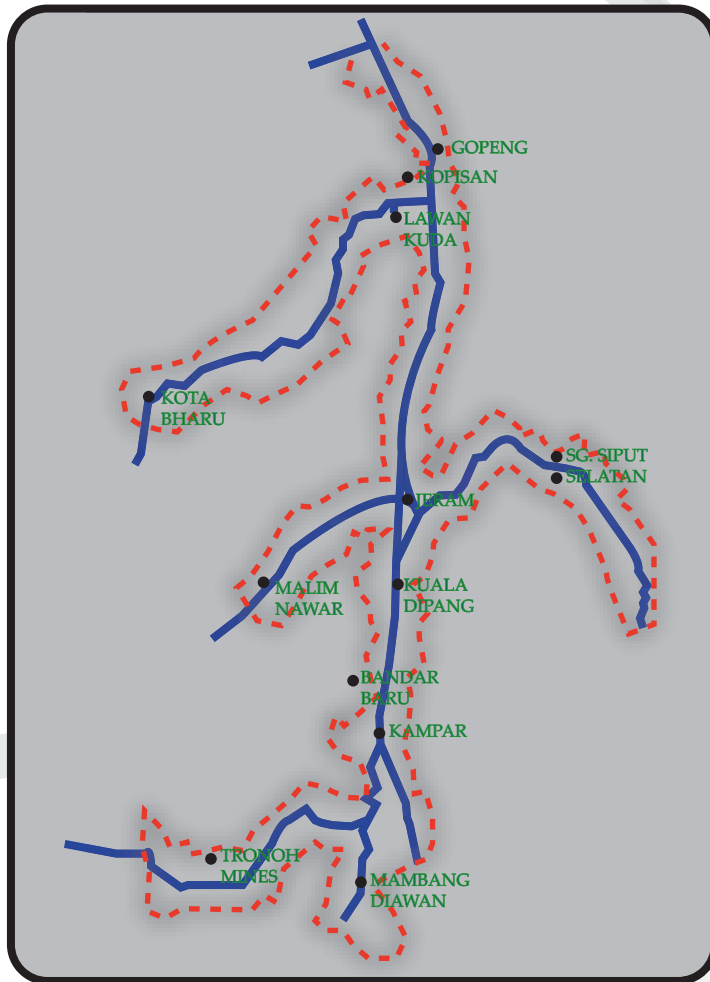 GOPENG
KOPISAN
LAWAN
KUDA
KOTA
BHARU
SG. SIPUT
SELATAN
JERAM
MALIM
NAWAR
KUALA
DIPANG
BANDAR
BARU
KAMPAR
TRONOH
MINES
MAMBANG
DIAWAN